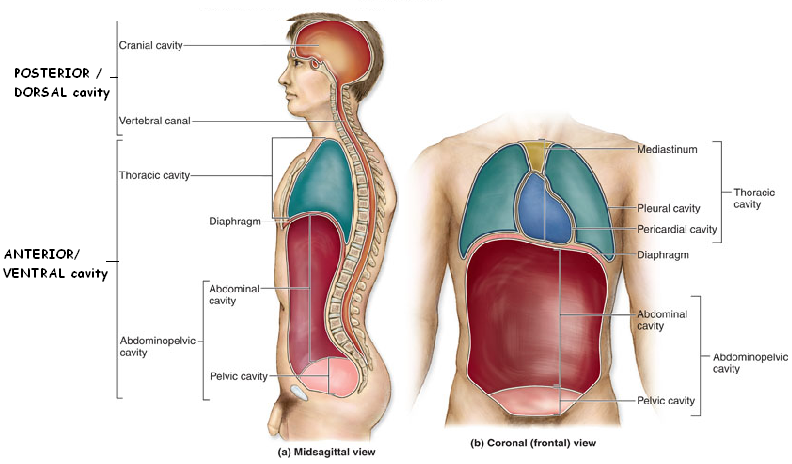 Cranial cavity
POSTERIOR /
DORSAL cavity
Vertebral canal
Thoracic cavity
Diaphragm
ANTERIOR/
VENTRAL cavity
Abdominal
cavity
Abdominopelvic
cavity
Pelvic cavity
(a) Midsagittal view
Mediastinum
Thoracic
cavity
Pleural cavity
Pericardial cavity
Diaphragm
Abdominal
cavity
Abdominopelvic
cavity
Pelvic cavity
(b) Coronal (frontal) view